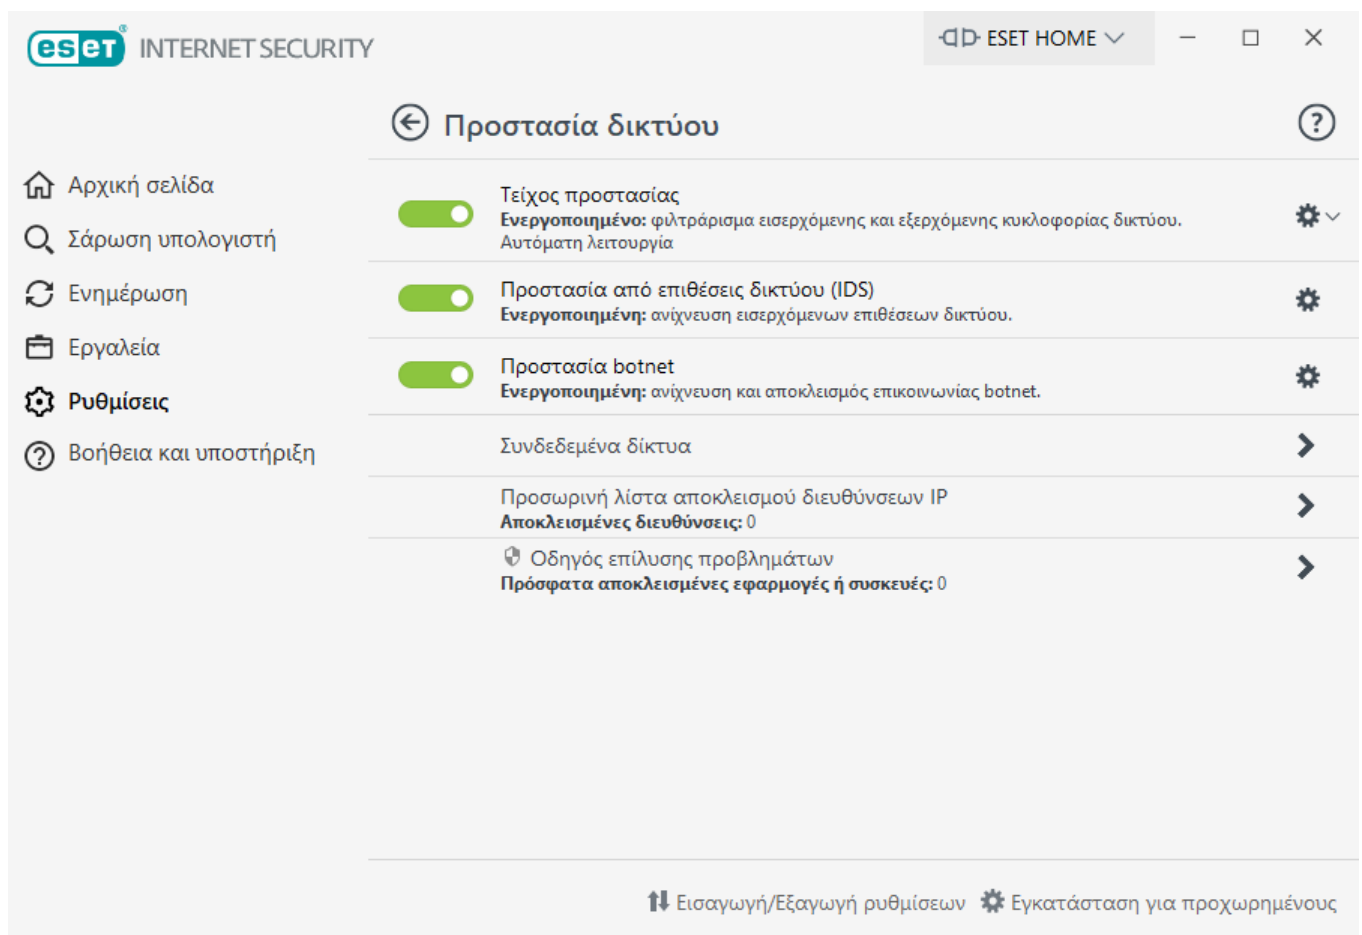 eset® INTERNET SECURITY
ESET HOME
Προστασία δικτύου
Αρχική σελίδα
Σάρωση υπολογιστή
Ενημέρωση
Εργαλεία
Ρυθμίσεις
Βοήθεια και υποστήριξη
Τείχος προστασίας
Ενεργοποιημένο: φιλτράρισμα εισερχόμενης και εξερχόμενης κυκλοφορίας δικτύου.
Αυτόματη λειτουργία
Προστασία από επιθέσεις δικτύου (IDS)
Ενεργοποιημένη: ανίχνευση εισερχόμενων επιθέσεων δικτύου.
Προστασία botnet
Ενεργοποιημένη: ανίχνευση και αποκλεισμός επικοινωνίας botnet.
Συνδεδεμένα δίκτυα
Προσωρινή λίστα αποκλεισμού διευθύνσεων IP
Αποκλεισμένες διευθύνσεις: 0
Οδηγός επίλυσης προβλημάτων
Πρόσφατα αποκλεισμένες εφαρμογές ή συσκευές: 0
Εισαγωγή/Εξαγωγή ρυθμίσεων Εγκατάσταση για προχωρημένους